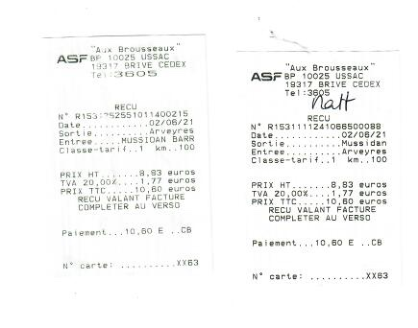 "Aux Brousseaux"
ASF BP 10025 USSAC
19317 BRIVE CEDEX
Tel:3605
RECU
Date...........02/06/21
Sortie..........Arveyres
Entree....MUSSIDAN BARR
Classe-tarif..1 km..100
PRIX HT.......8,83 euros
TVA 20,00%....1,77 euros
PRIX TTC.....10,60 euros
RECU VALANT FACTURE
COMPLETER AU VERSO
Paiement...10,60 E ..CB
N° carte: ..........XX63
"Aux Brousseaux"
ASF BP 10025 USSAC
19317 BRIVE CEDEX
Tel:3605
RECU
Date...........02/06/21
Sortie..........Mussidan
Entree..........Arveyres
Classe-tarif..1 km..100
PRIX HT.......8,83 euros
TVA 20,00%....1,77 euros
PRIX TTC.....10,60 euros
RECU VALANT FACTURE
COMPLETER AU VERSO
Paiement...10,60 E ..CB
N° carte: ..........XX63